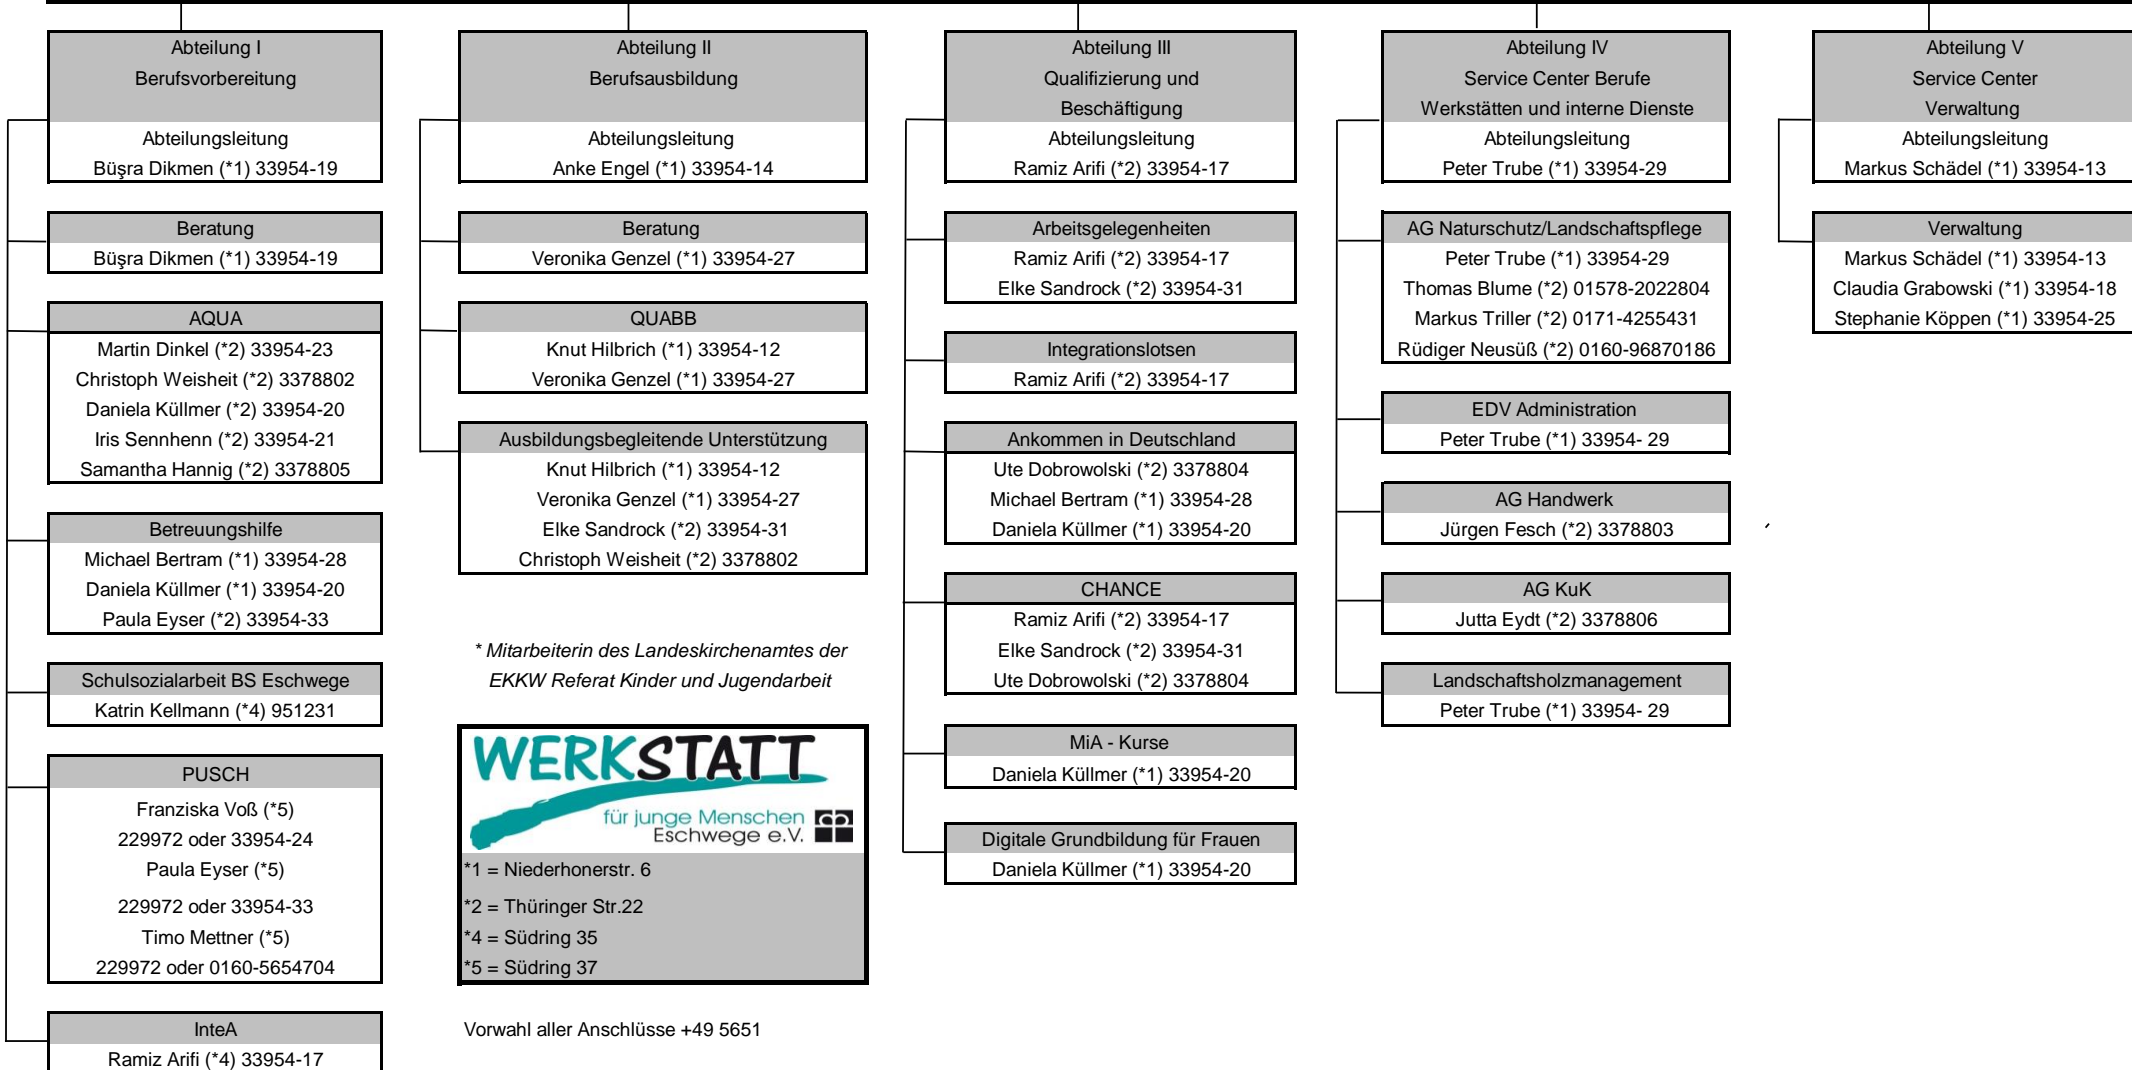 Abteilung I
Berufsvorbereitung
Abteilungsleitung
Büşra Dikmen (*1) 33954-19
Beratung
Büşra Dikmen (*1) 33954-19
AQUA
Martin Dinkel (*2) 33954-23
Christoph Weisheit (*2) 3378802
Daniela Küllmer (*2) 33954-20
Iris Sennhenn (*2) 33954-21
Samantha Hannig (*2) 3378805
Betreuungshilfe
Michael Bertram (*1) 33954-28
Daniela Küllmer (*1) 33954-20
Paula Eyser (*2) 33954-33
Schulsozialarbeit BS Eschwege
Katrin Kellmann (*4) 951231
PUSCH
Franziska Voß (*5)
229972 oder 33954-24
Paula Eyser (*5)
229972 oder 33954-33
Timo Mettner (*5)
229972 oder 0160-5654704
InteA
Ramiz Arifi (*4) 33954-17
Abteilung II
Berufsausbildung
Abteilungsleitung
Anke Engel (*1) 33954-14
Beratung
Veronika Genzel (*1) 33954-27
QUABB
Knut Hilbrich (*1) 33954-12
Veronika Genzel (*1) 33954-27
Ausbildungsbegleitende Unterstützung
Knut Hilbrich (*1) 33954-12
Veronika Genzel (*1) 33954-27
Elke Sandrock (*2) 33954-31
Christoph Weisheit (*2) 3378802
* Mitarbeiterin des Landeskirchenamtes der
EKKW Referat Kinder und Jugendarbeit
WERKSTATT
für junge Menschen
Eschwege e.V.
*1 = Niederhonerstr. 6
*2 = Thüringer Str.22
*4 = Südring 35
*5 = Südring 37
Vorwahl aller Anschlüsse +49 5651
Abteilung III
Qualifizierung und
Beschäftigung
Abteilungsleitung
Ramiz Arifi (*2) 33954-17
Arbeitsgelegenheiten
Ramiz Arifi (*2) 33954-17
Elke Sandrock (*2) 33954-31
Integrationslotsen
Ramiz Arifi (*2) 33954-17
Ankommen in Deutschland
Ute Dobrowolski (*2) 3378804
Michael Bertram (*1) 33954-28
Daniela Küllmer (*1) 33954-20
CHANCE
Ramiz Arifi (*2) 33954-17
Elke Sandrock (*2) 33954-31
Ute Dobrowolski (*2) 3378804
MiA - Kurse
Daniela Küllmer (*1) 33954-20
Digitale Grundbildung für Frauen
Daniela Küllmer (*1) 33954-20
Abteilung IV
Service Center Berufe
Werkstätten und interne Dienste
Abteilungsleitung
Peter Trube (*1) 33954-29
AG Naturschutz/Landschaftspflege
Peter Trube (*1) 33954-29
Thomas Blume (*2) 01578-2022804
Markus Triller (*2) 0171-4255431
Rüdiger Neusüß (*2) 0160-96870186
EDV Administration
Peter Trube (*1) 33954- 29
AG Handwerk
Jürgen Fesch (*2) 3378803
AG KuK
Jutta Eydt (*2) 3378806
Landschaftsholzmanagement
Peter Trube (*1) 33954- 29
Abteilung V
Service Center
Verwaltung
Abteilungsleitung
Markus Schädel (*1) 33954-13
Verwaltung
Markus Schädel (*1) 33954-13
Claudia Grabowski (*1) 33954-18
Stephanie Köppen (*1) 33954-25